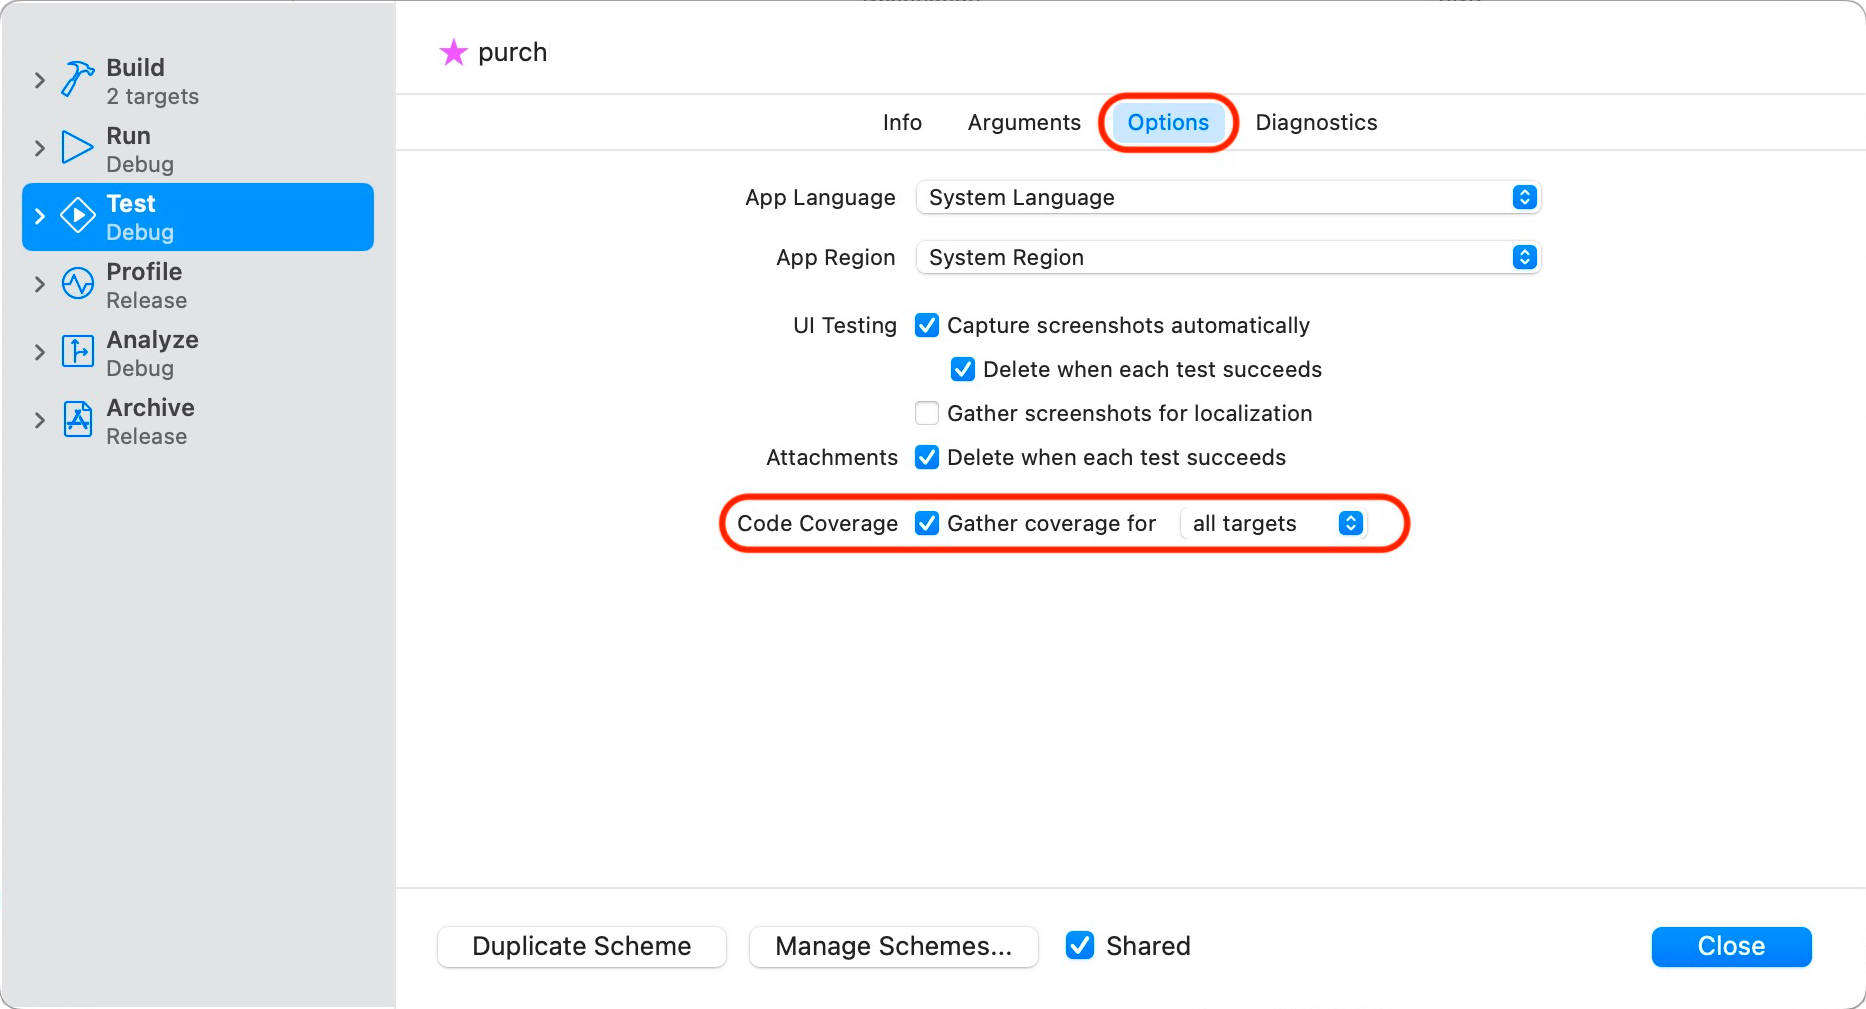 Build
2 targets
Run
Debug
Test
Debug
Profile
Release
Analyze
Debug
Archive
Release
purch
Info Arguments Options Diagnostics
App Language System Language
App Region System Region
UI Testing Capture screenshots automatically
Delete when each test succeeds
Gather screenshots for localization
Attachments Delete when each test succeeds
Code Coverage Gather coverage for all targets
Duplicate Scheme Manage Schemes... Shared Close